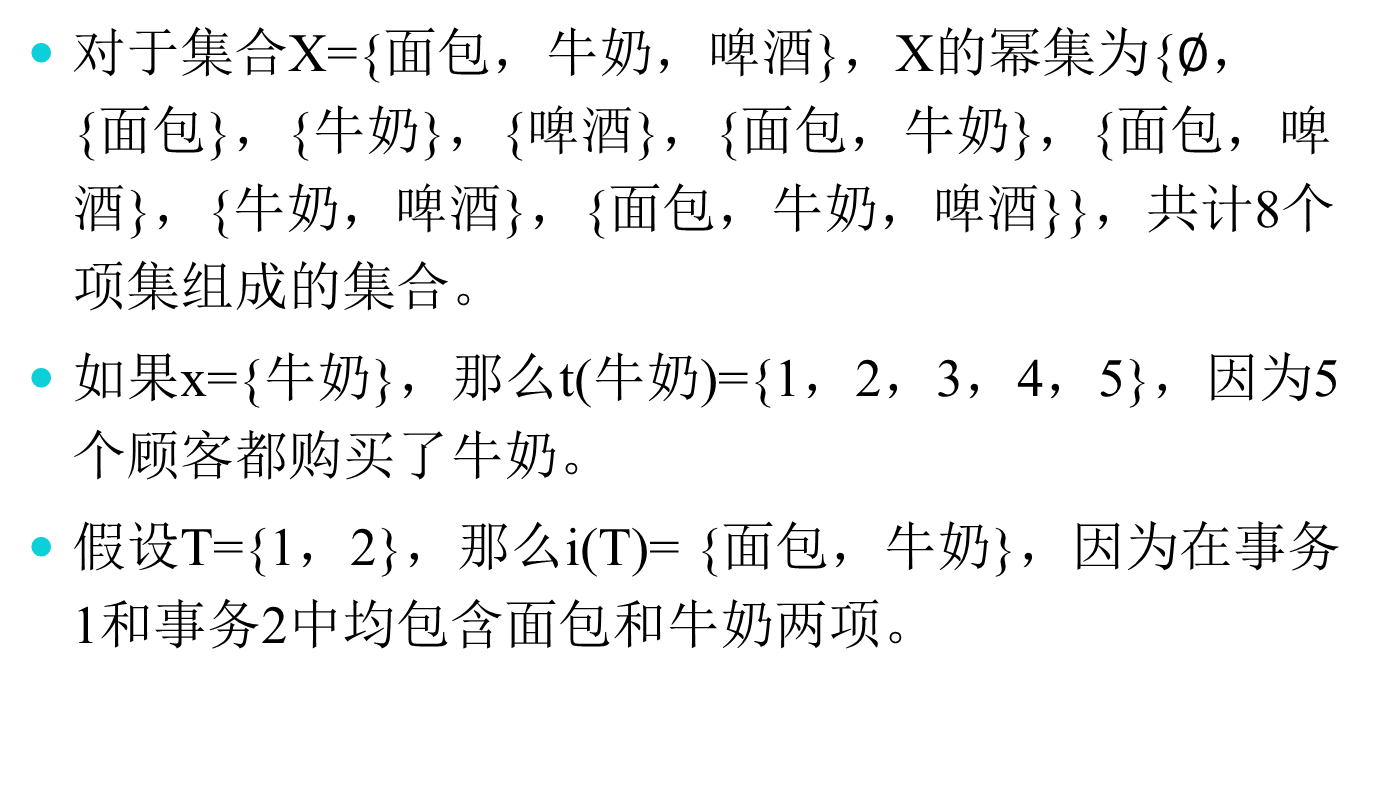 • 对于集合X={面包，牛奶，啤酒}，X的幂集为{∅，
{面包}，{牛奶}，{啤酒}，{面包，牛奶}，{面包，啤
酒}，{牛奶，啤酒}，{面包，牛奶，啤酒}}，共计8个
项集组成的集合。
• 如果x={牛奶}，那么t(牛奶)={1，2，3，4，5}，因为5
个顾客都购买了牛奶。
• 假设T={1，2}，那么i(T)= {面包，牛奶}，因为在事务
1和事务2中均包含面包和牛奶两项。